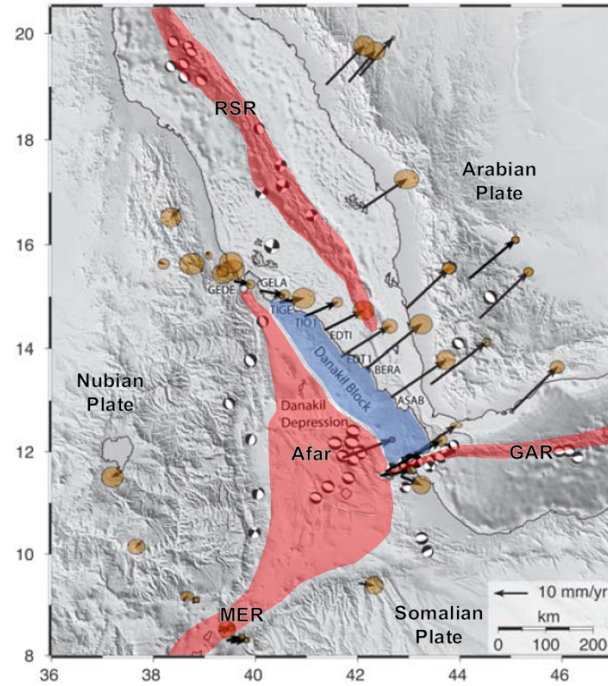 20
18
16
14
12
10
8
36
38
40
42
44
46
RSR
Arabian
Plate
GEDE
GELA
TIGE
TIO1
EDTI
EDT1
BERA
ASAB
Danakil Block
Nubian
Plate
Danakil
Depression
Afar
GAR
MER
Somalian
Plate
10 mm/yr
km
0 100 200